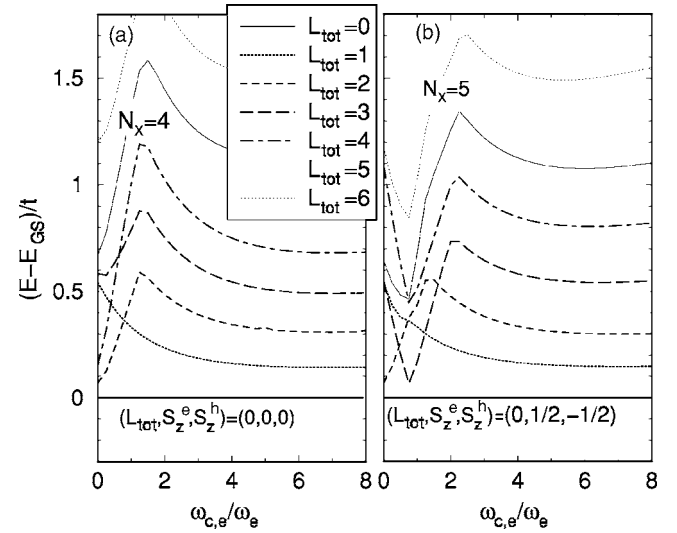 (a)
L_tot=0
L_tot=1
L_tot=2
L_tot=3
L_tot=4
L_tot=5
L_tot=6
(b)
N_X=4
N_X=5
1.5
1
0.5
0
(E−E_GS)/t
(L_tot,S_z^e,S_z^h)=(0,0,0)
(L_tot,S_z^e,S_z^h)=(0,1/2,-1/2)
0 2 4 6 8
0 2 4 6 8
ω_c,e/ω_e
ω_c,e/ω_e